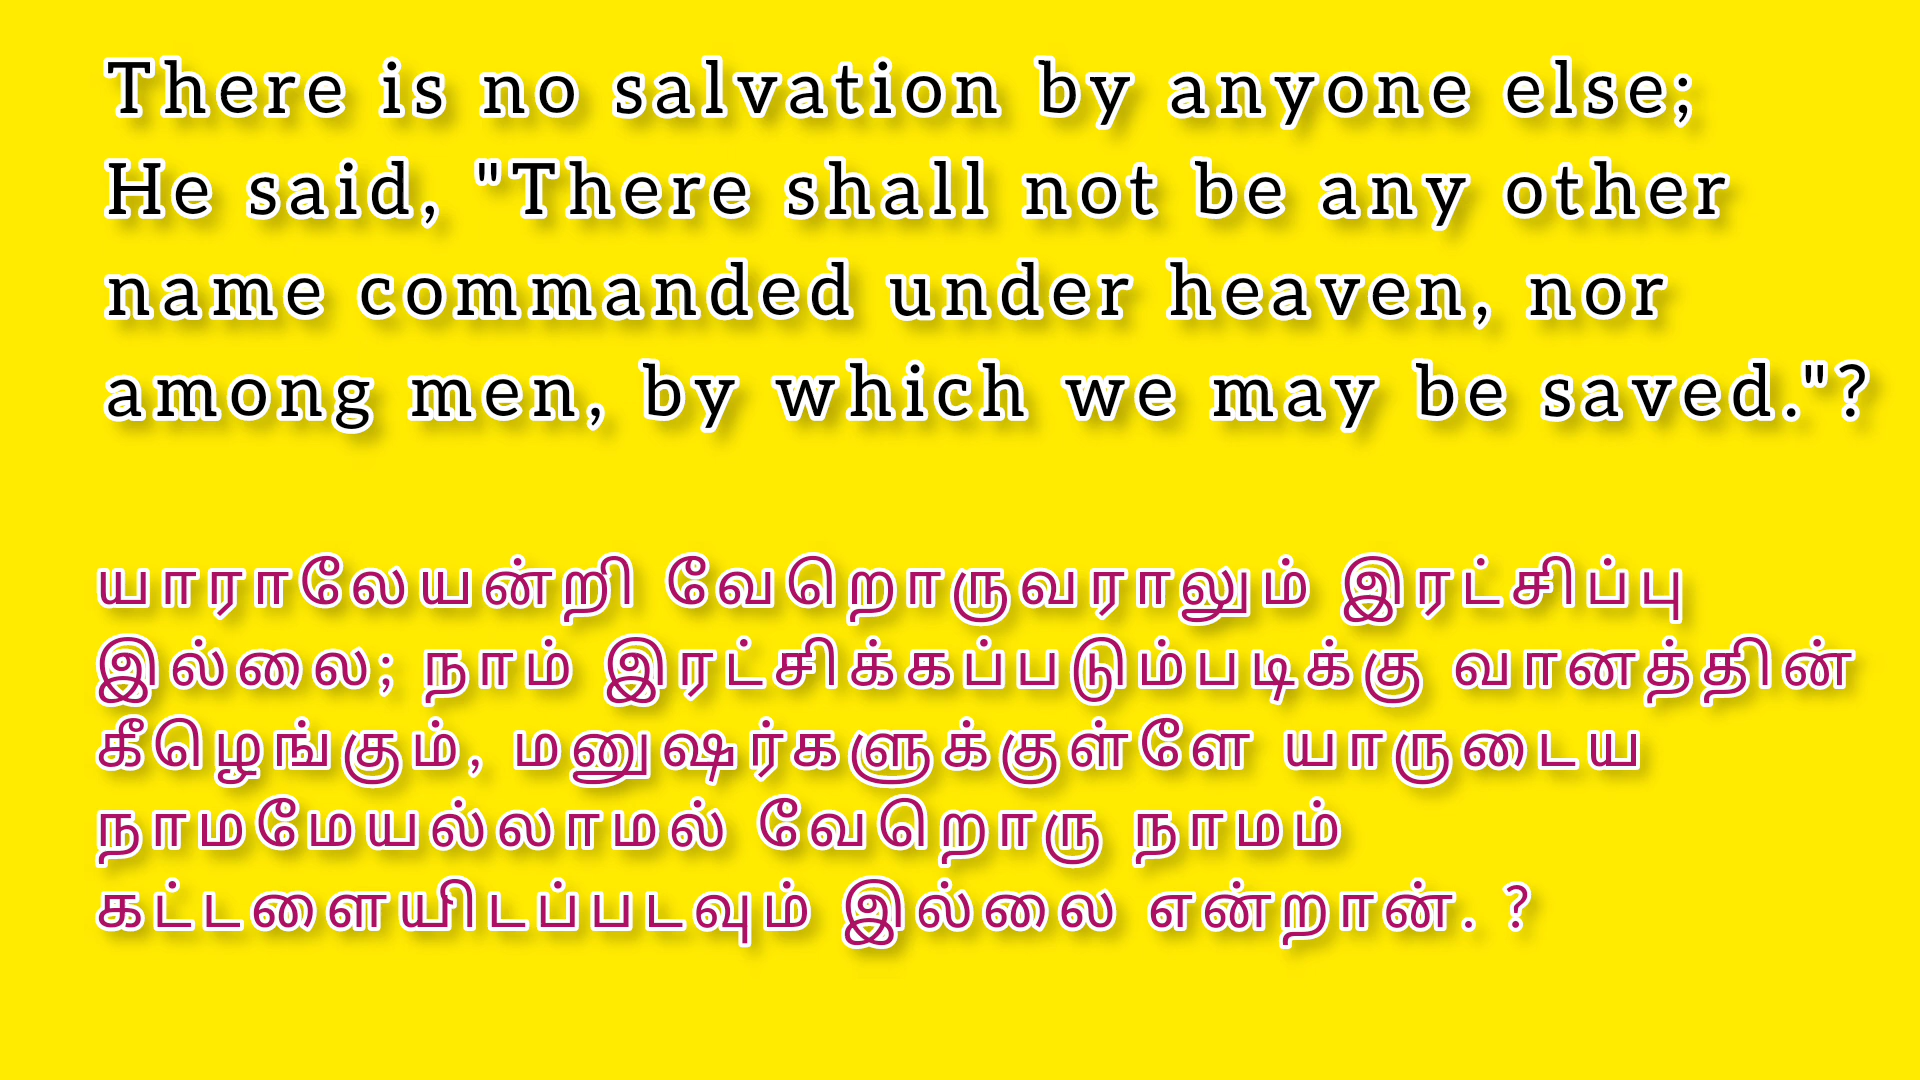 There is no salvation by anyone else;
He said, "There shall not be any other
name commanded under heaven, nor
among men, by which we may be saved."?
யாராலேயன்றி வேறொருவராலும் இரட்சிப்பு
இல்லை; நாம் இரட்சிக்கப்படும்படிக்கு வானத்தின்
கீழெங்கும், மனுஷர்களுக்குள்ளே யாருடைய
நாமமேயல்லாமல் வேறொரு நாமம்
கட்டளையிடப்படவும் இல்லை என்றான். ?